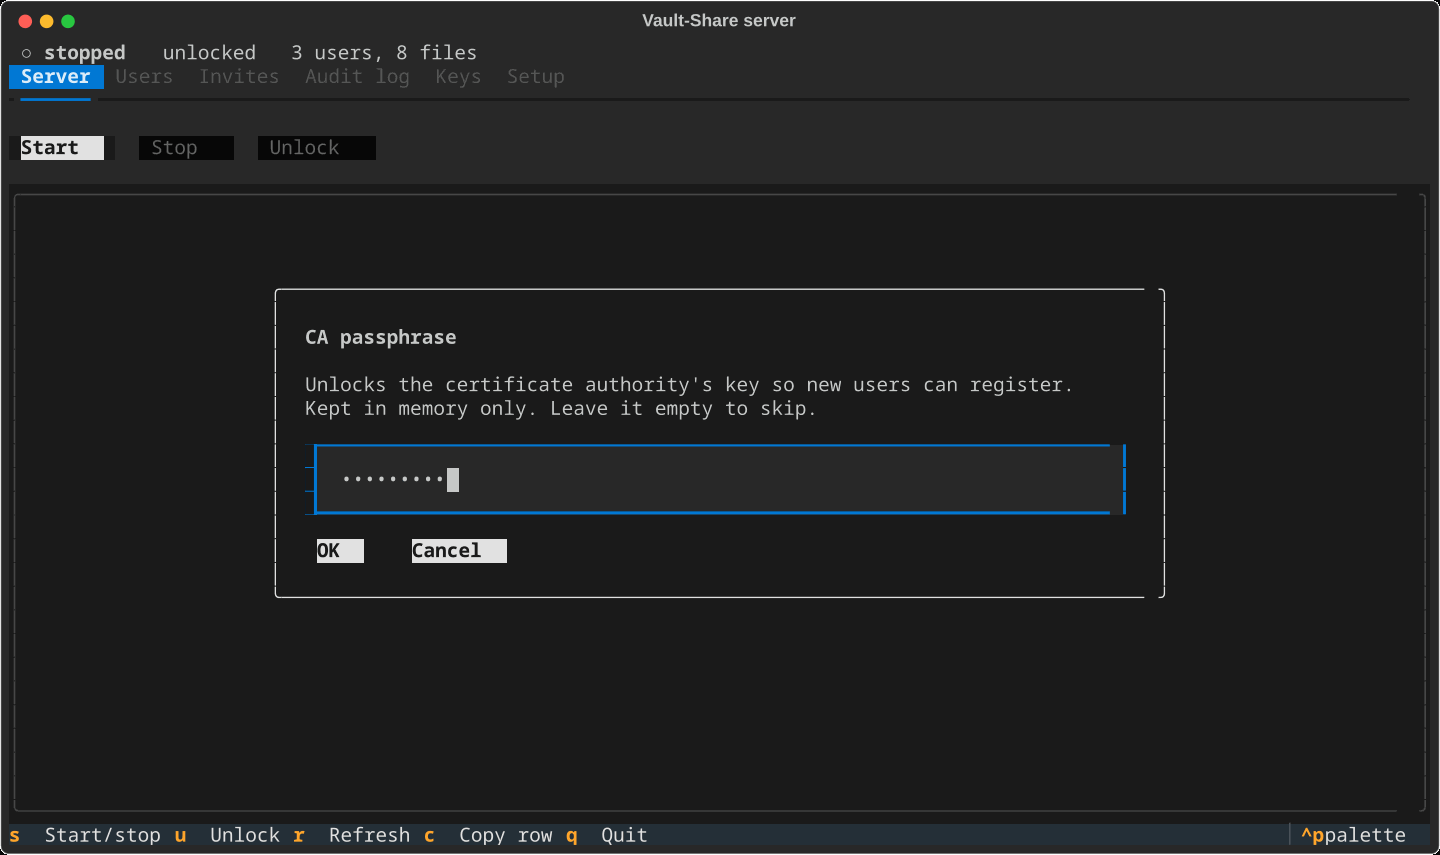 Vault-Share server
○ stopped unlocked 3 users, 8 files
Server Users Invites Audit log Keys Setup
Start Stop Unlock
CA passphrase
Unlocks the certificate authority's key so new users can register.
Kept in memory only. Leave it empty to skip.
•••••••••
OK Cancel
s Start/stop u Unlock r Refresh c Copy row q Quit ^ppalette